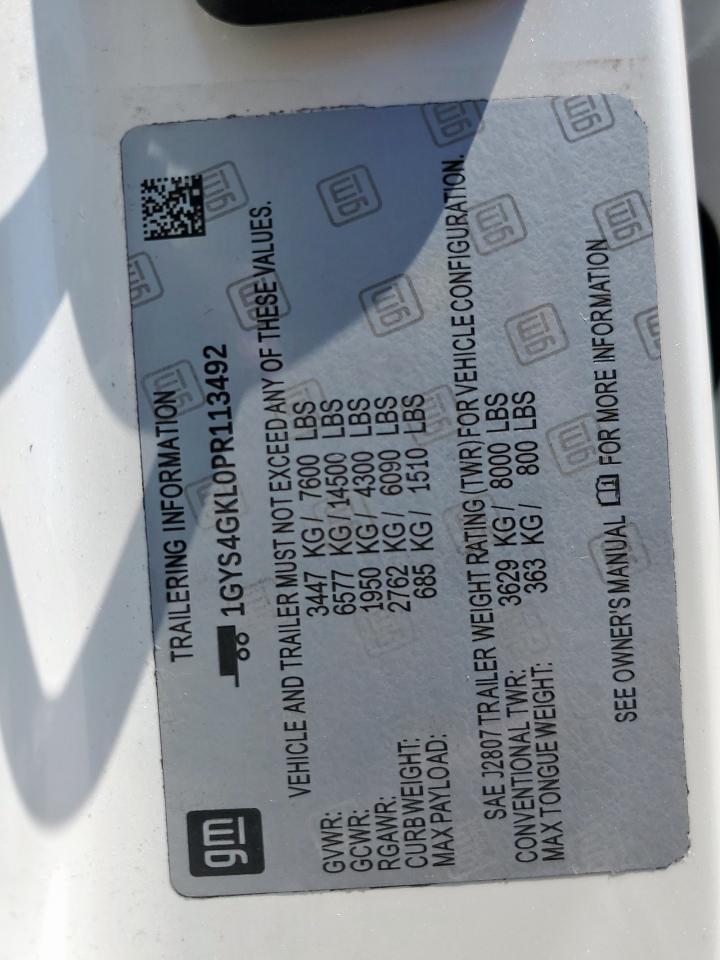 gm
TRAILERING INFORMATION
1GYS4GKL0PR113492
VEHICLE AND TRAILER MUST NOT EXCEED ANY OF THESE VALUES.
GVWR: 3447 KG / 7600 LBS
GCWR: 6577 KG / 14500 LBS
RGAWR: 1950 KG / 4300 LBS
CURBWEIGHT: 2762 KG / 6090 LBS
MAX PAYLOAD: 685 KG / 1510 LBS
SAE J2807 TRAILER WEIGHT RATING (TWR) FOR VEHICLE CONFIGURATION.
CONVENTIONAL TWR: 3629 KG / 8000 LBS
MAX TONGUE WEIGHT: 363 KG / 800 LBS
SEE OWNER'S MANUAL FOR MORE INFORMATION